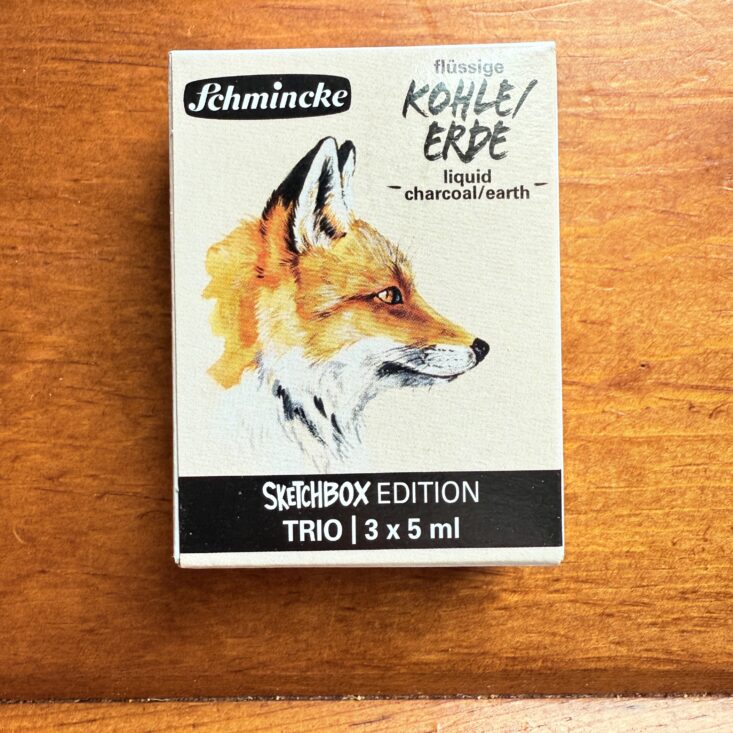 Schmincke
flüssige
KOHLE/
ERDE
liquid
charcoal/earth
SKETCHBOX EDITION
TRIO | 3 x 5 ml